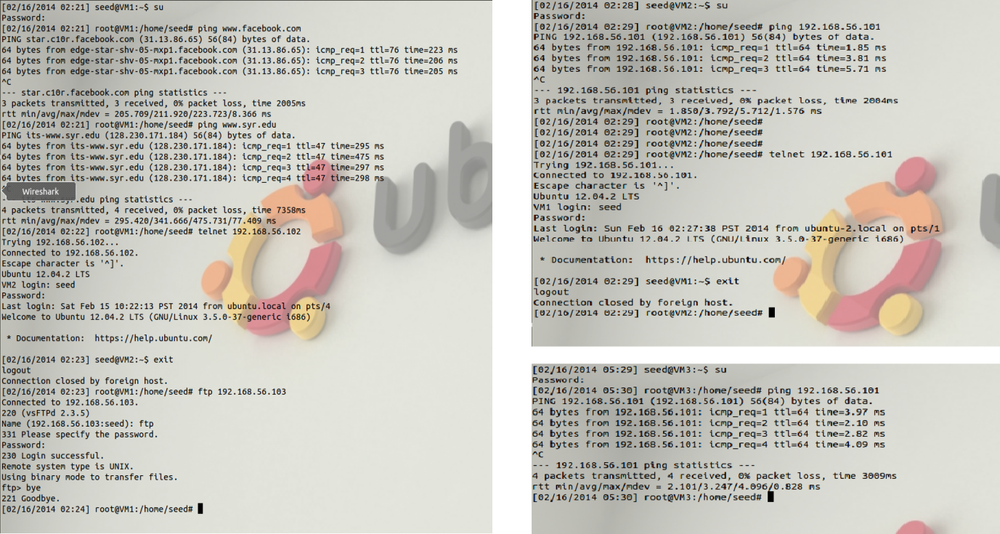 [02/16/2014 02:21] seed@VM1:~$ su
Password:
[02/16/2014 02:21] root@VM1:/home/seed# ping www.facebook.com
PING star.c10r.facebook.com (31.13.86.65) 56(84) bytes of data.
64 bytes from edge-star-shv-05-mxp1.facebook.com (31.13.86.65): icmp_req=1 ttl=76 time=223 ms
64 bytes from edge-star-shv-05-mxp1.facebook.com (31.13.86.65): icmp_req=2 ttl=76 time=206 ms
64 bytes from edge-star-shv-05-mxp1.facebook.com (31.13.86.65): icmp_req=3 ttl=76 time=205 ms
^C
--- star.c10r.facebook.com ping statistics ---
3 packets transmitted, 3 received, 0% packet loss, time 2005ms
rtt min/avg/max/mdev = 205.709/211.920/223.723/8.366 ms
[02/16/2014 02:21] root@VM1:/home/seed# ping www.syr.edu
PING its-www.syr.edu (128.230.171.184) 56(84) bytes of data.
64 bytes from its-www.syr.edu (128.230.171.184): icmp_req=1 ttl=47 time=295 ms
64 bytes from its-www.syr.edu (128.230.171.184): icmp_req=2 ttl=47 time=475 ms
64 bytes from its-www.syr.edu (128.230.171.184): icmp_req=3 ttl=47 time=297 ms
64 bytes from its-www.syr.edu (128.230.171.184): icmp_req=4 ttl=47 time=298 ms
Wireshark
its-www.syr.edu ping statistics ---
4 packets transmitted, 4 received, 0% packet loss, time 7358ms
rtt min/avg/max/mdev = 295.420/341.666/475.731/77.409 ms
[02/16/2014 02:22] root@VM1:/home/seed# telnet 192.168.56.102
Trying 192.168.56.102...
Connected to 192.168.56.102.
Escape character is '^]'.
Ubuntu 12.04.2 LTS
VM2 login: seed
Password:
Last login: Sat Feb 15 10:22:13 PST 2014 from ubuntu.local on pts/4
Welcome to Ubuntu 12.04.2 LTS (GNU/Linux 3.5.0-37-generic i686)
* Documentation:  https://help.ubuntu.com/
[02/16/2014 02:23] seed@VM2:~$ exit
logout
Connection closed by foreign host.
[02/16/2014 02:23] root@VM1:/home/seed# ftp 192.168.56.103
Connected to 192.168.56.103.
220 (vsFTPd 2.3.5)
Name (192.168.56.103:seed): ftp
331 Please specify the password.
Password:
230 Login successful.
Remote system type is UNIX.
Using binary mode to transfer files.
ftp> bye
221 Goodbye.
[02/16/2014 02:24] root@VM1:/home/seed#
ub
[02/16/2014 02:28] seed@VM2:~$ su
Password:
[02/16/2014 02:29] root@VM2:/home/seed# ping 192.168.56.101
PING 192.168.56.101 (192.168.56.101) 56(84) bytes of data.
64 bytes from 192.168.56.101: icmp_req=1 ttl=64 time=1.85 ms
64 bytes from 192.168.56.101: icmp_req=2 ttl=64 time=3.81 ms
64 bytes from 192.168.56.101: icmp_req=3 ttl=64 time=5.71 ms
^C
--- 192.168.56.101 ping statistics ---
3 packets transmitted, 3 received, 0% packet loss, time 2004ms
rtt min/avg/max/mdev = 1.850/3.792/5.712/1.576 ms
[02/16/2014 02:29] root@VM2:/home/seed#
[02/16/2014 02:29] root@VM2:/home/seed#
[02/16/2014 02:29] root@VM2:/home/seed#
[02/16/2014 02:29] root@VM2:/home/seed# telnet 192.168.56.101
Trying 192.168.56.101...
Connected to 192.168.56.101.
Escape character is '^]'.
Ubuntu 12.04.2 LTS
VM1 login: seed
Password:
Last login: Sun Feb 16 02:27:38 PST 2014 from ubuntu-2.local on pts/1
Welcome to Ubuntu 12.04.2 LTS (GNU/Linux 3.5.0-37-generic i686)
* Documentation:  https://help.ubuntu.com/
[02/16/2014 02:29] seed@VM1:~$ exit
logout
Connection closed by foreign host.
[02/16/2014 02:29] root@VM2:/home/seed#
[02/16/2014 05:29] seed@VM3:~$ su
Password:
[02/16/2014 05:30] root@VM3:/home/seed# ping 192.168.56.101
PING 192.168.56.101 (192.168.56.101) 56(84) bytes of data.
64 bytes from 192.168.56.101: icmp_req=1 ttl=64 time=3.97 ms
64 bytes from 192.168.56.101: icmp_req=2 ttl=64 time=2.10 ms
64 bytes from 192.168.56.101: icmp_req=3 ttl=64 time=2.82 ms
64 bytes from 192.168.56.101: icmp_req=4 ttl=64 time=4.09 ms
^C
--- 192.168.56.101 ping statistics ---
4 packets transmitted, 4 received, 0% packet loss, time 3009ms
rtt min/avg/max/mdev = 2.101/3.247/4.096/0.828 ms
[02/16/2014 05:30] root@VM3:/home/seed#